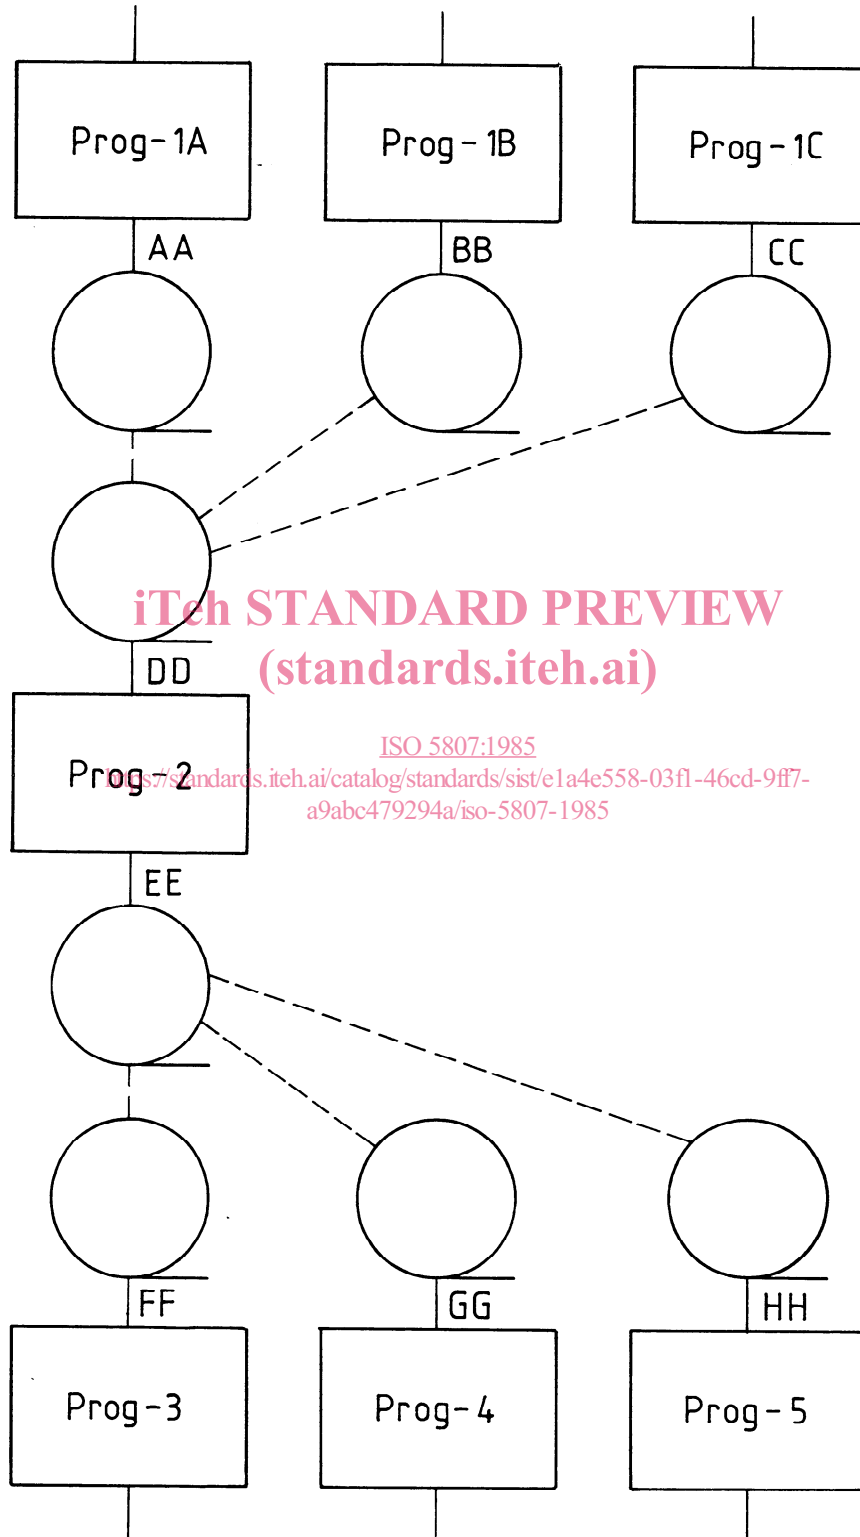 Prog-1A
Prog-1B
Prog-1C
AA
BB
CC
iTeh STANDARD PREVIEW
(standards.iteh.ai)
DD
ISO 5807:1985
Prog-2
https://standards.iteh.ai/catalog/standards/sist/e1a4e558-03f1-46cd-9ff7-
a9abc479294a/iso-5807-1985
EE
FF
GG
HH
Prog-3
Prog-4
Prog-5